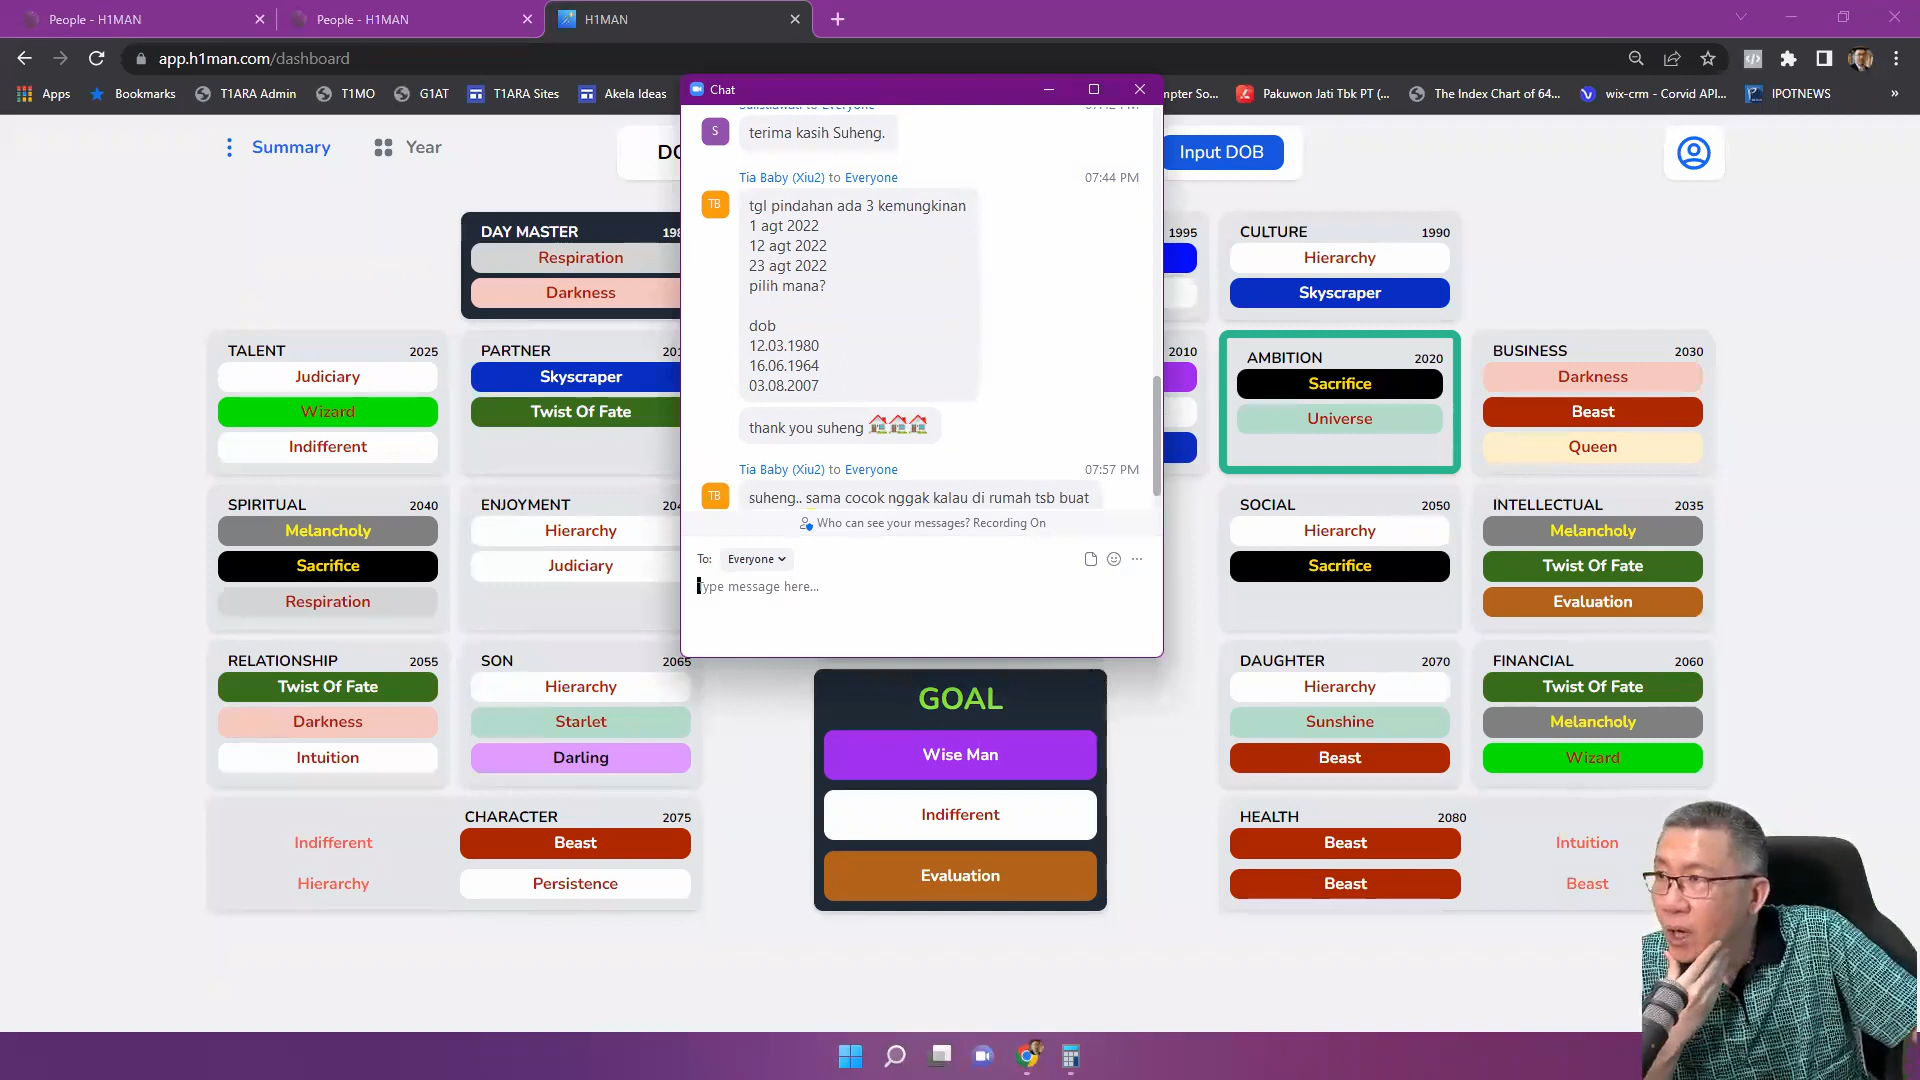 People - H1MAN
People - H1MAN
H1MAN
app.h1man.com/dashboard
Apps
Bookmarks
T1ARA Admin
T1MO
G1AT
T1ARA Sites
Akela Ideas
Pakuwon Jati Tbk PT (...
The Index Chart of 64...
wix-crm - Corvid API...
IPOTNEWS
»
Summary
Year
Input DOB
Chat
terima kasih Suheng.
S
Tia Baby (Xiu2) to Everyone
07:44 PM
TB
tgl pindahan ada 3 kemungkinan
1 agt 2022
12 agt 2022
23 agt 2022
pilih mana?
dob
12.03.1980
16.06.1964
03.08.2007
thank you suheng
Tia Baby (Xiu2) to Everyone
07:57 PM
TB
suheng.. sama cocok nggak kalau di rumah tsb buat
Who can see your messages? Recording On
To:
Everyone
Type message here...
DAY MASTER
Respiration
Darkness
1995
CULTURE
1990
Hierarchy
Skyscraper
TALENT
2025
Judiciary
Wizard
Indifferent
PARTNER
Skyscraper
Twist Of Fate
2010
AMBITION
2020
Sacrifice
Universe
BUSINESS
2030
Darkness
Beast
Queen
SPIRITUAL
2040
Melancholy
Sacrifice
Respiration
ENJOYMENT
Hierarchy
Judiciary
SOCIAL
2050
Hierarchy
Sacrifice
INTELLECTUAL
2035
Melancholy
Twist Of Fate
Evaluation
RELATIONSHIP
2055
Twist Of Fate
Darkness
Intuition
SON
2065
Hierarchy
Starlet
Darling
GOAL
Wise Man
Indifferent
Evaluation
DAUGHTER
2070
Hierarchy
Sunshine
Beast
FINANCIAL
2060
Twist Of Fate
Melancholy
Wizard
Indifferent
Hierarchy
CHARACTER
2075
Beast
Persistence
HEALTH
2080
Beast
Beast
Intuition
Beast